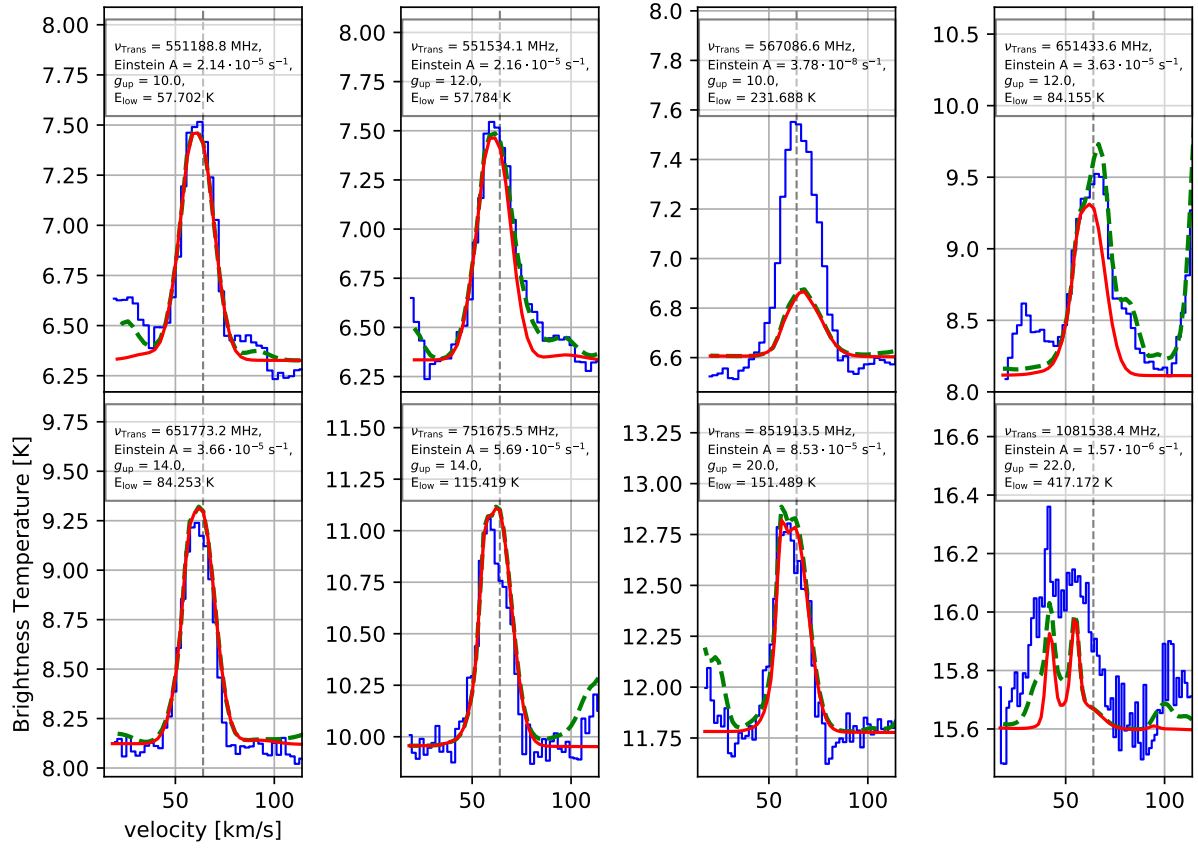 8.00
7.75
7.50
7.25
7.00
6.75
6.50
6.25
ν_Trans = 551188.8 MHz,
Einstein A = 2.14·10⁻⁵ s⁻¹,
g_up = 10.0,
E_low = 57.702 K
8.00
7.75
7.50
7.25
7.00
6.75
6.50
6.25
ν_Trans = 551534.1 MHz,
Einstein A = 2.16·10⁻⁵ s⁻¹,
g_up = 12.0,
E_low = 57.784 K
8.0
7.8
7.6
7.4
7.2
7.0
6.8
6.6
ν_Trans = 567086.6 MHz,
Einstein A = 3.78·10⁻⁸ s⁻¹,
g_up = 10.0,
E_low = 231.688 K
10.5
10.0
9.5
9.0
8.5
8.0
ν_Trans = 651433.6 MHz,
Einstein A = 3.63·10⁻⁵ s⁻¹,
g_up = 12.0,
E_low = 84.155 K
Brightness Temperature [K]
9.75
9.50
9.25
9.00
8.75
8.50
8.25
8.00
ν_Trans = 651773.2 MHz,
Einstein A = 3.66·10⁻⁵ s⁻¹,
g_up = 14.0,
E_low = 84.253 K
50 100
velocity [km/s]
11.50
11.25
11.00
10.75
10.50
10.25
10.00
ν_Trans = 751675.5 MHz,
Einstein A = 5.69·10⁻⁵ s⁻¹,
g_up = 14.0,
E_low = 115.419 K
50 100
13.25
13.00
12.75
12.50
12.25
12.00
11.75
ν_Trans = 851913.5 MHz,
Einstein A = 8.53·10⁻⁵ s⁻¹,
g_up = 20.0,
E_low = 151.489 K
50 100
16.6
16.4
16.2
16.0
15.8
15.6
ν_Trans = 1081538.4 MHz,
Einstein A = 1.57·10⁻⁶ s⁻¹,
g_up = 22.0,
E_low = 417.172 K
50 100